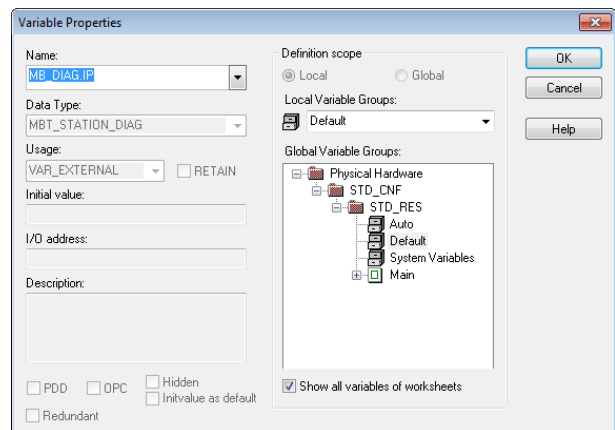 Variable Properties
Name:
MB_DIAG.IP
Data Type:
MBT_STATION_DIAG
Usage:
VAR_EXTERNAL
RETAIN
Initial value:
I/O address:
Description:
PDD
OPC
Hidden
Initvalue as default
Redundant
Definition scope
Local
Global
Local Variable Groups:
Default
Global Variable Groups:
Physical Hardware
STD_CNF
STD_RES
Auto
Default
System Variables
Main
Show all variables of worksheets
OK
Cancel
Help